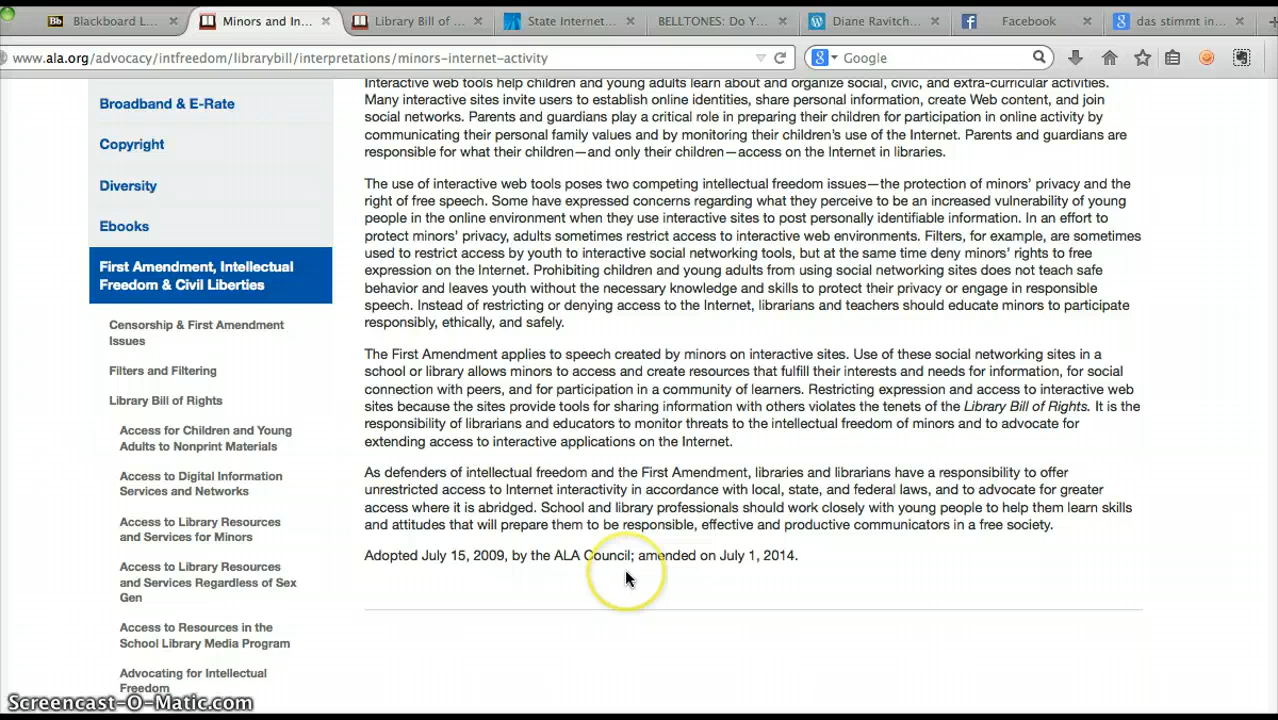 Blackboard L...
Minors and In...
Library Bill of ...
State Internet...
BELLTONES: Do Y...
Diane Ravitch...
Facebook
das stimmt in...
www.ala.org/advocacy/intfreedom/librarybill/interpretations/minors-internet-activity
Google
Broadband & E-Rate
Copyright
Diversity
Ebooks
First Amendment, Intellectual
Freedom & Civil Liberties
Censorship & First Amendment
Issues
Filters and Filtering
Library Bill of Rights
Access for Children and Young
Adults to Nonprint Materials
Access to Digital Information
Services and Networks
Access to Library Resources
and Services for Minors
Access to Library Resources
and Services Regardless of Sex
Gen
Access to Resources in the
School Library Media Program
Advocating for Intellectual
Freedom
Interactive web tools help children and young adults learn about and organize social, civic, and extra-curricular activities.
Many interactive sites invite users to establish online identities, share personal information, create Web content, and join
social networks. Parents and guardians play a critical role in preparing their children for participation in online activity by
communicating their personal family values and by monitoring their children's use of the Internet. Parents and guardians are
responsible for what their children—and only their children—access on the Internet in libraries.
The use of interactive web tools poses two competing intellectual freedom issues—the protection of minors' privacy and the
right of free speech. Some have expressed concerns regarding what they perceive to be an increased vulnerability of young
people in the online environment when they use interactive sites to post personally identifiable information. In an effort to
protect minors' privacy, adults sometimes restrict access to interactive web environments. Filters, for example, are sometimes
used to restrict access by youth to interactive social networking tools, but at the same time deny minors' rights to free
expression on the Internet. Prohibiting children and young adults from using social networking sites does not teach safe
behavior and leaves youth without the necessary knowledge and skills to protect their privacy or engage in responsible
speech. Instead of restricting or denying access to the Internet, librarians and teachers should educate minors to participate
responsibly, ethically, and safely.
The First Amendment applies to speech created by minors on interactive sites. Use of these social networking sites in a
school or library allows minors to access and create resources that fulfill their interests and needs for information, for social
connection with peers, and for participation in a community of learners. Restricting expression and access to interactive web
sites because the sites provide tools for sharing information with others violates the tenets of the Library Bill of Rights. It is the
responsibility of librarians and educators to monitor threats to the intellectual freedom of minors and to advocate for
extending access to interactive applications on the Internet.
As defenders of intellectual freedom and the First Amendment, libraries and librarians have a responsibility to offer
unrestricted access to Internet interactivity in accordance with local, state, and federal laws, and to advocate for greater
access where it is abridged. School and library professionals should work closely with young people to help them learn skills
and attitudes that will prepare them to be responsible, effective and productive communicators in a free society.
Adopted July 15, 2009, by the ALA Council; amended on July 1, 2014.
Screencast-O-Matic.com